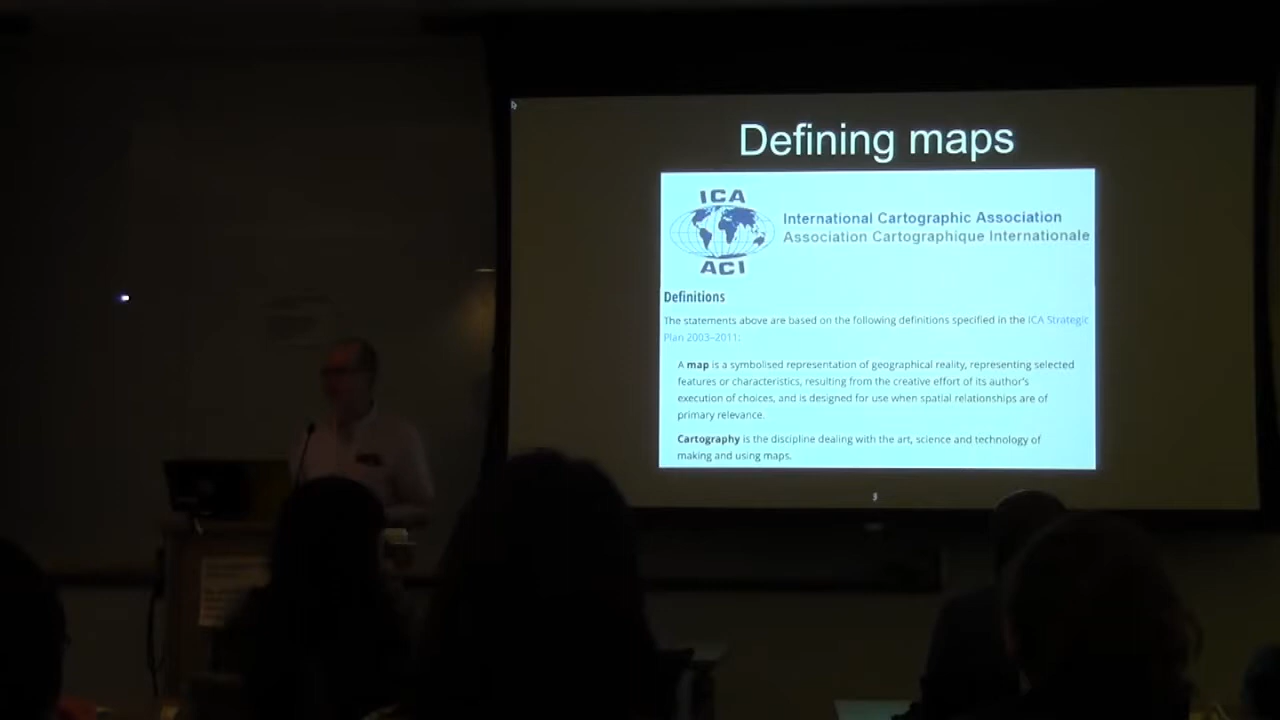 Defining maps
ICA
International Cartographic Association
Association Cartographique Internationale
ACI
Definitions
The statements above are based on the following definitions specified in the ICA Strategic
Plan 2003–2011:
A map is a symbolised representation of geographical reality, representing selected
features or characteristics, resulting from the creative effort of its author's
execution of choices, and is designed for use when spatial relationships are of
primary relevance.
Cartography is the discipline dealing with the art, science and technology of
making and using maps.